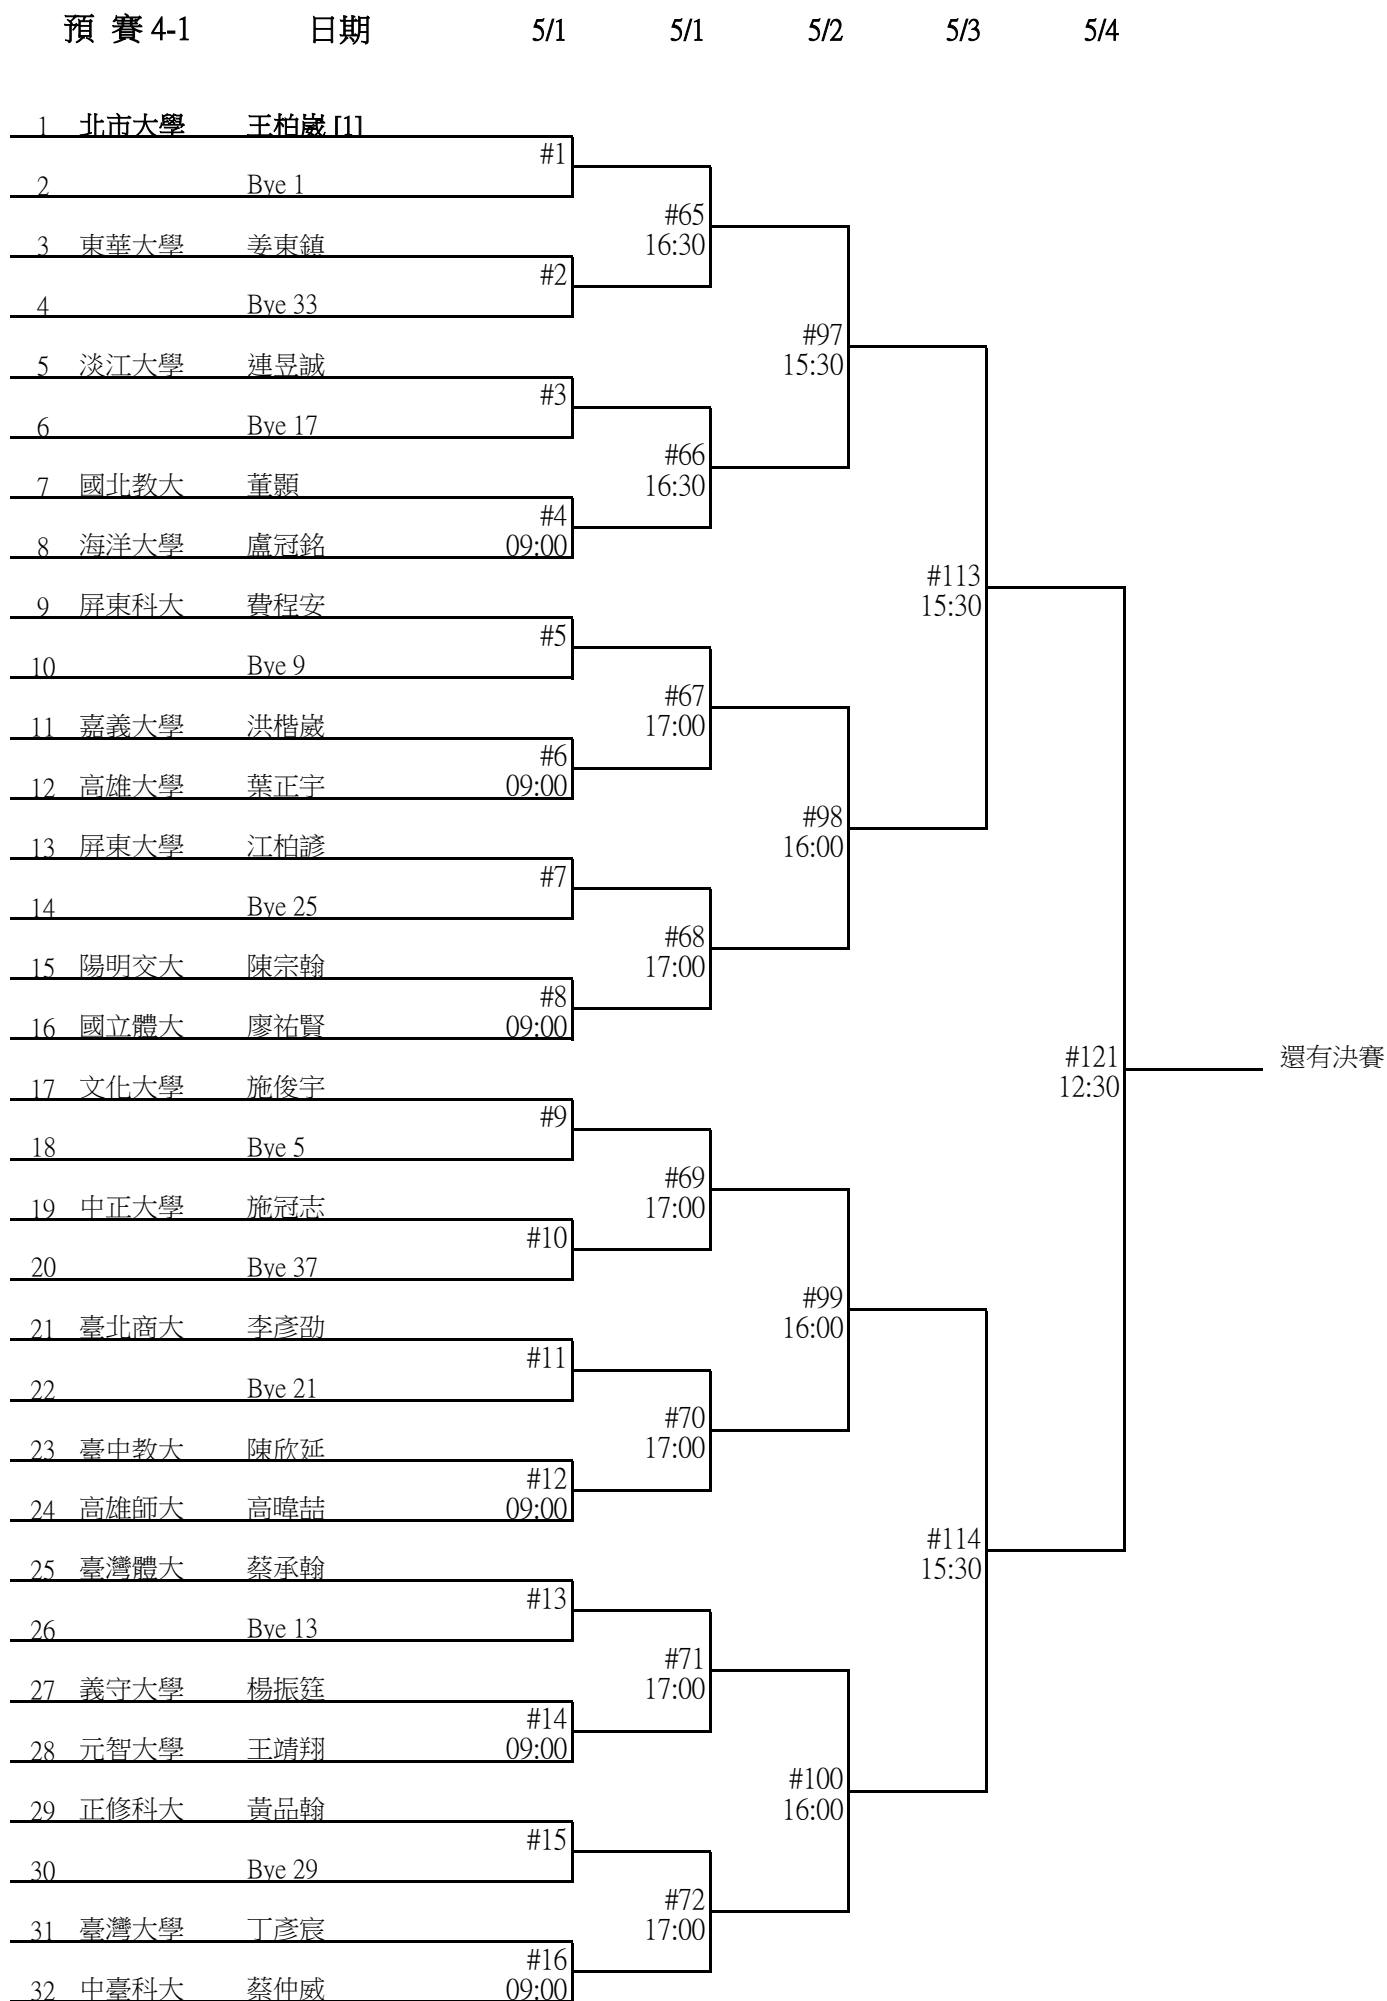 預 賽 4-1 日期 5/1 5/1 5/2 5/3 5/4
1 北市大學 王柏崴 [1]
#1
2 Bye 1
#65
3 東華大學 姜東鎮 16:30
#2
4 Bye 33
#97
5 淡江大學 連昱誠 15:30
#3
6 Bye 17
#66
7 國北教大 董顥 16:30
#4
8 海洋大學 盧冠銘 09:00
#113
9 屏東科大 費程安 15:30
#5
10 Bye 9
#67
11 嘉義大學 洪楷崴 17:00
#6
12 高雄大學 葉正宇 09:00
#98
13 屏東大學 江柏諺 16:00
#7
14 Bye 25
#68
15 陽明交大 陳宗翰 17:00
#8
16 國立體大 廖祐賢 09:00
#121 還有決賽
17 文化大學 施俊宇 12:30
#9
18 Bye 5
#69
19 中正大學 施冠志 17:00
#10
20 Bye 37
#99
21 臺北商大 李彥劭 16:00
#11
22 Bye 21
#70
23 臺中教大 陳欣延 17:00
#12
24 高雄師大 高暐喆 09:00
#114
25 臺灣體大 蔡承翰 15:30
#13
26 Bye 13
#71
27 義守大學 楊振筳 17:00
#14
28 元智大學 王靖翔 09:00
#100
29 正修科大 黃品翰 16:00
#15
30 Bye 29
#72
31 臺灣大學 丁彥宸 17:00
#16
32 中臺科大 蔡仲威 09:00